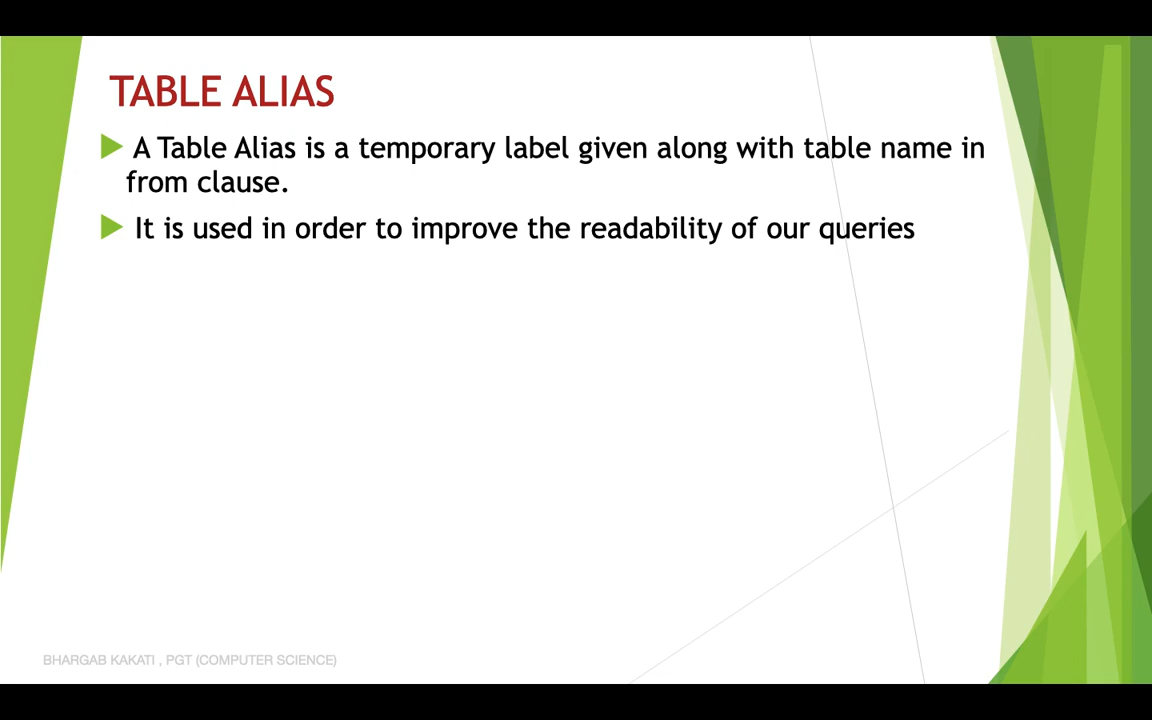 TABLE ALIAS
A Table Alias is a temporary label given along with table name in
from clause.
It is used in order to improve the readability of our queries
BHARGAB KAKATI , PGT (COMPUTER SCIENCE)